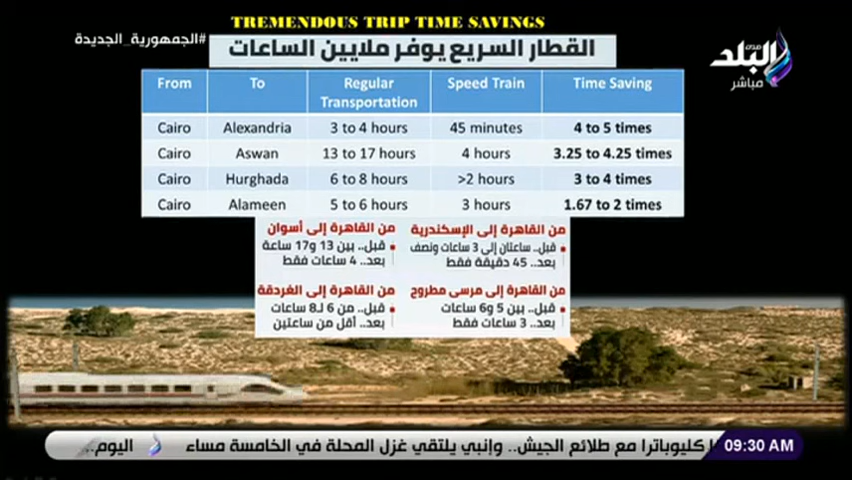 TREMENDOUS TRIP TIME SAVINGS
#الجمهورية_الجديدة
القطار السريع يوفر ملايين الساعات
صدى
البلد
مباشر
From To Regular Transportation Speed Train Time Saving
Cairo Alexandria 3 to 4 hours 45 minutes 4 to 5 times
Cairo Aswan 13 to 17 hours 4 hours 3.25 to 4.25 times
Cairo Hurghada 6 to 8 hours >2 hours 3 to 4 times
Cairo Alameen 5 to 6 hours 3 hours 1.67 to 2 times
من القاهرة إلى الإسكندرية
قبل.. ساعتان إلى 3 ساعات ونصف
بعد.. 45 دقيقة فقط
من القاهرة إلى أسوان
قبل.. بين 13 و17 ساعة
بعد.. 4 ساعات فقط
من القاهرة إلى مرسى مطروح
قبل.. بين 5 و6 ساعات
بعد.. 3 ساعات فقط
من القاهرة إلى الغردقة
قبل.. من 6 لـ8 ساعات
بعد.. أقل من ساعتين
كليوباترا مع طلائع الجيش.. وإنبي يلتقي غزل المحلة في الخامسة مساء اليوم..
09:30 AM